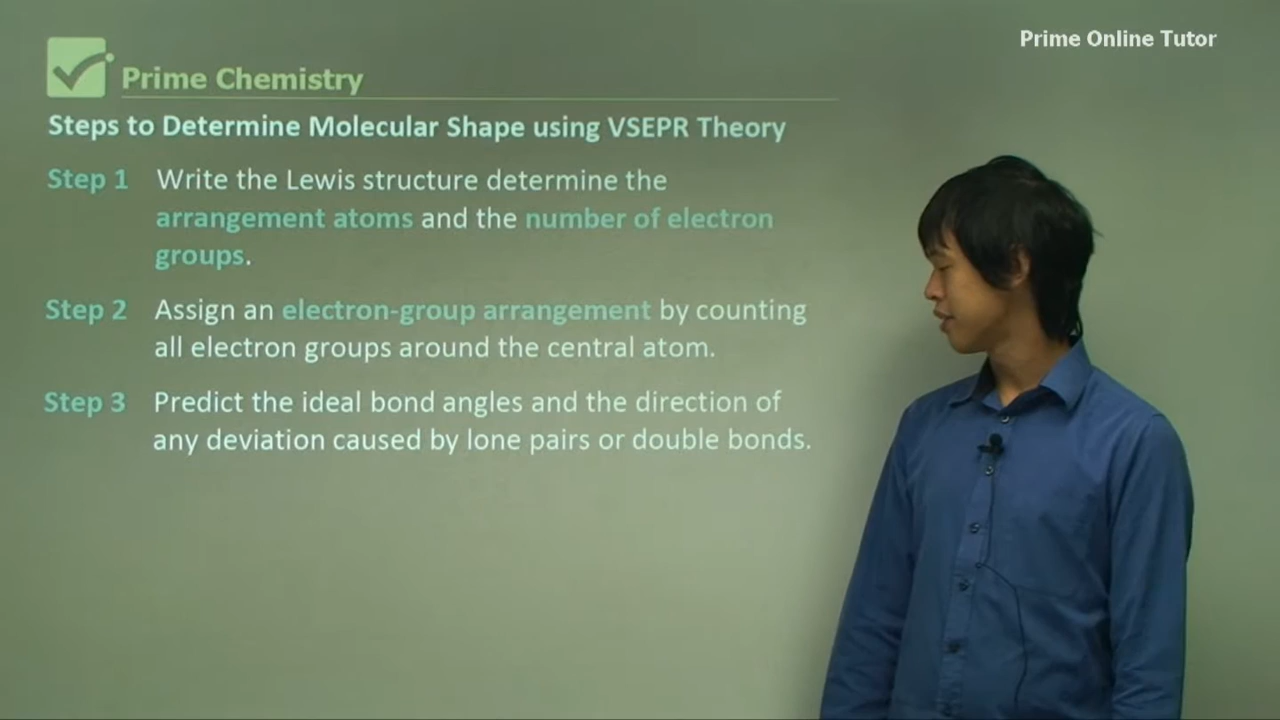 Prime Online Tutor
Prime Chemistry
Steps to Determine Molecular Shape using VSEPR Theory
Step 1 Write the Lewis structure determine the
arrangement atoms and the number of electron
groups.
Step 2 Assign an electron-group arrangement by counting
all electron groups around the central atom.
Step 3 Predict the ideal bond angles and the direction of
any deviation caused by lone pairs or double bonds.